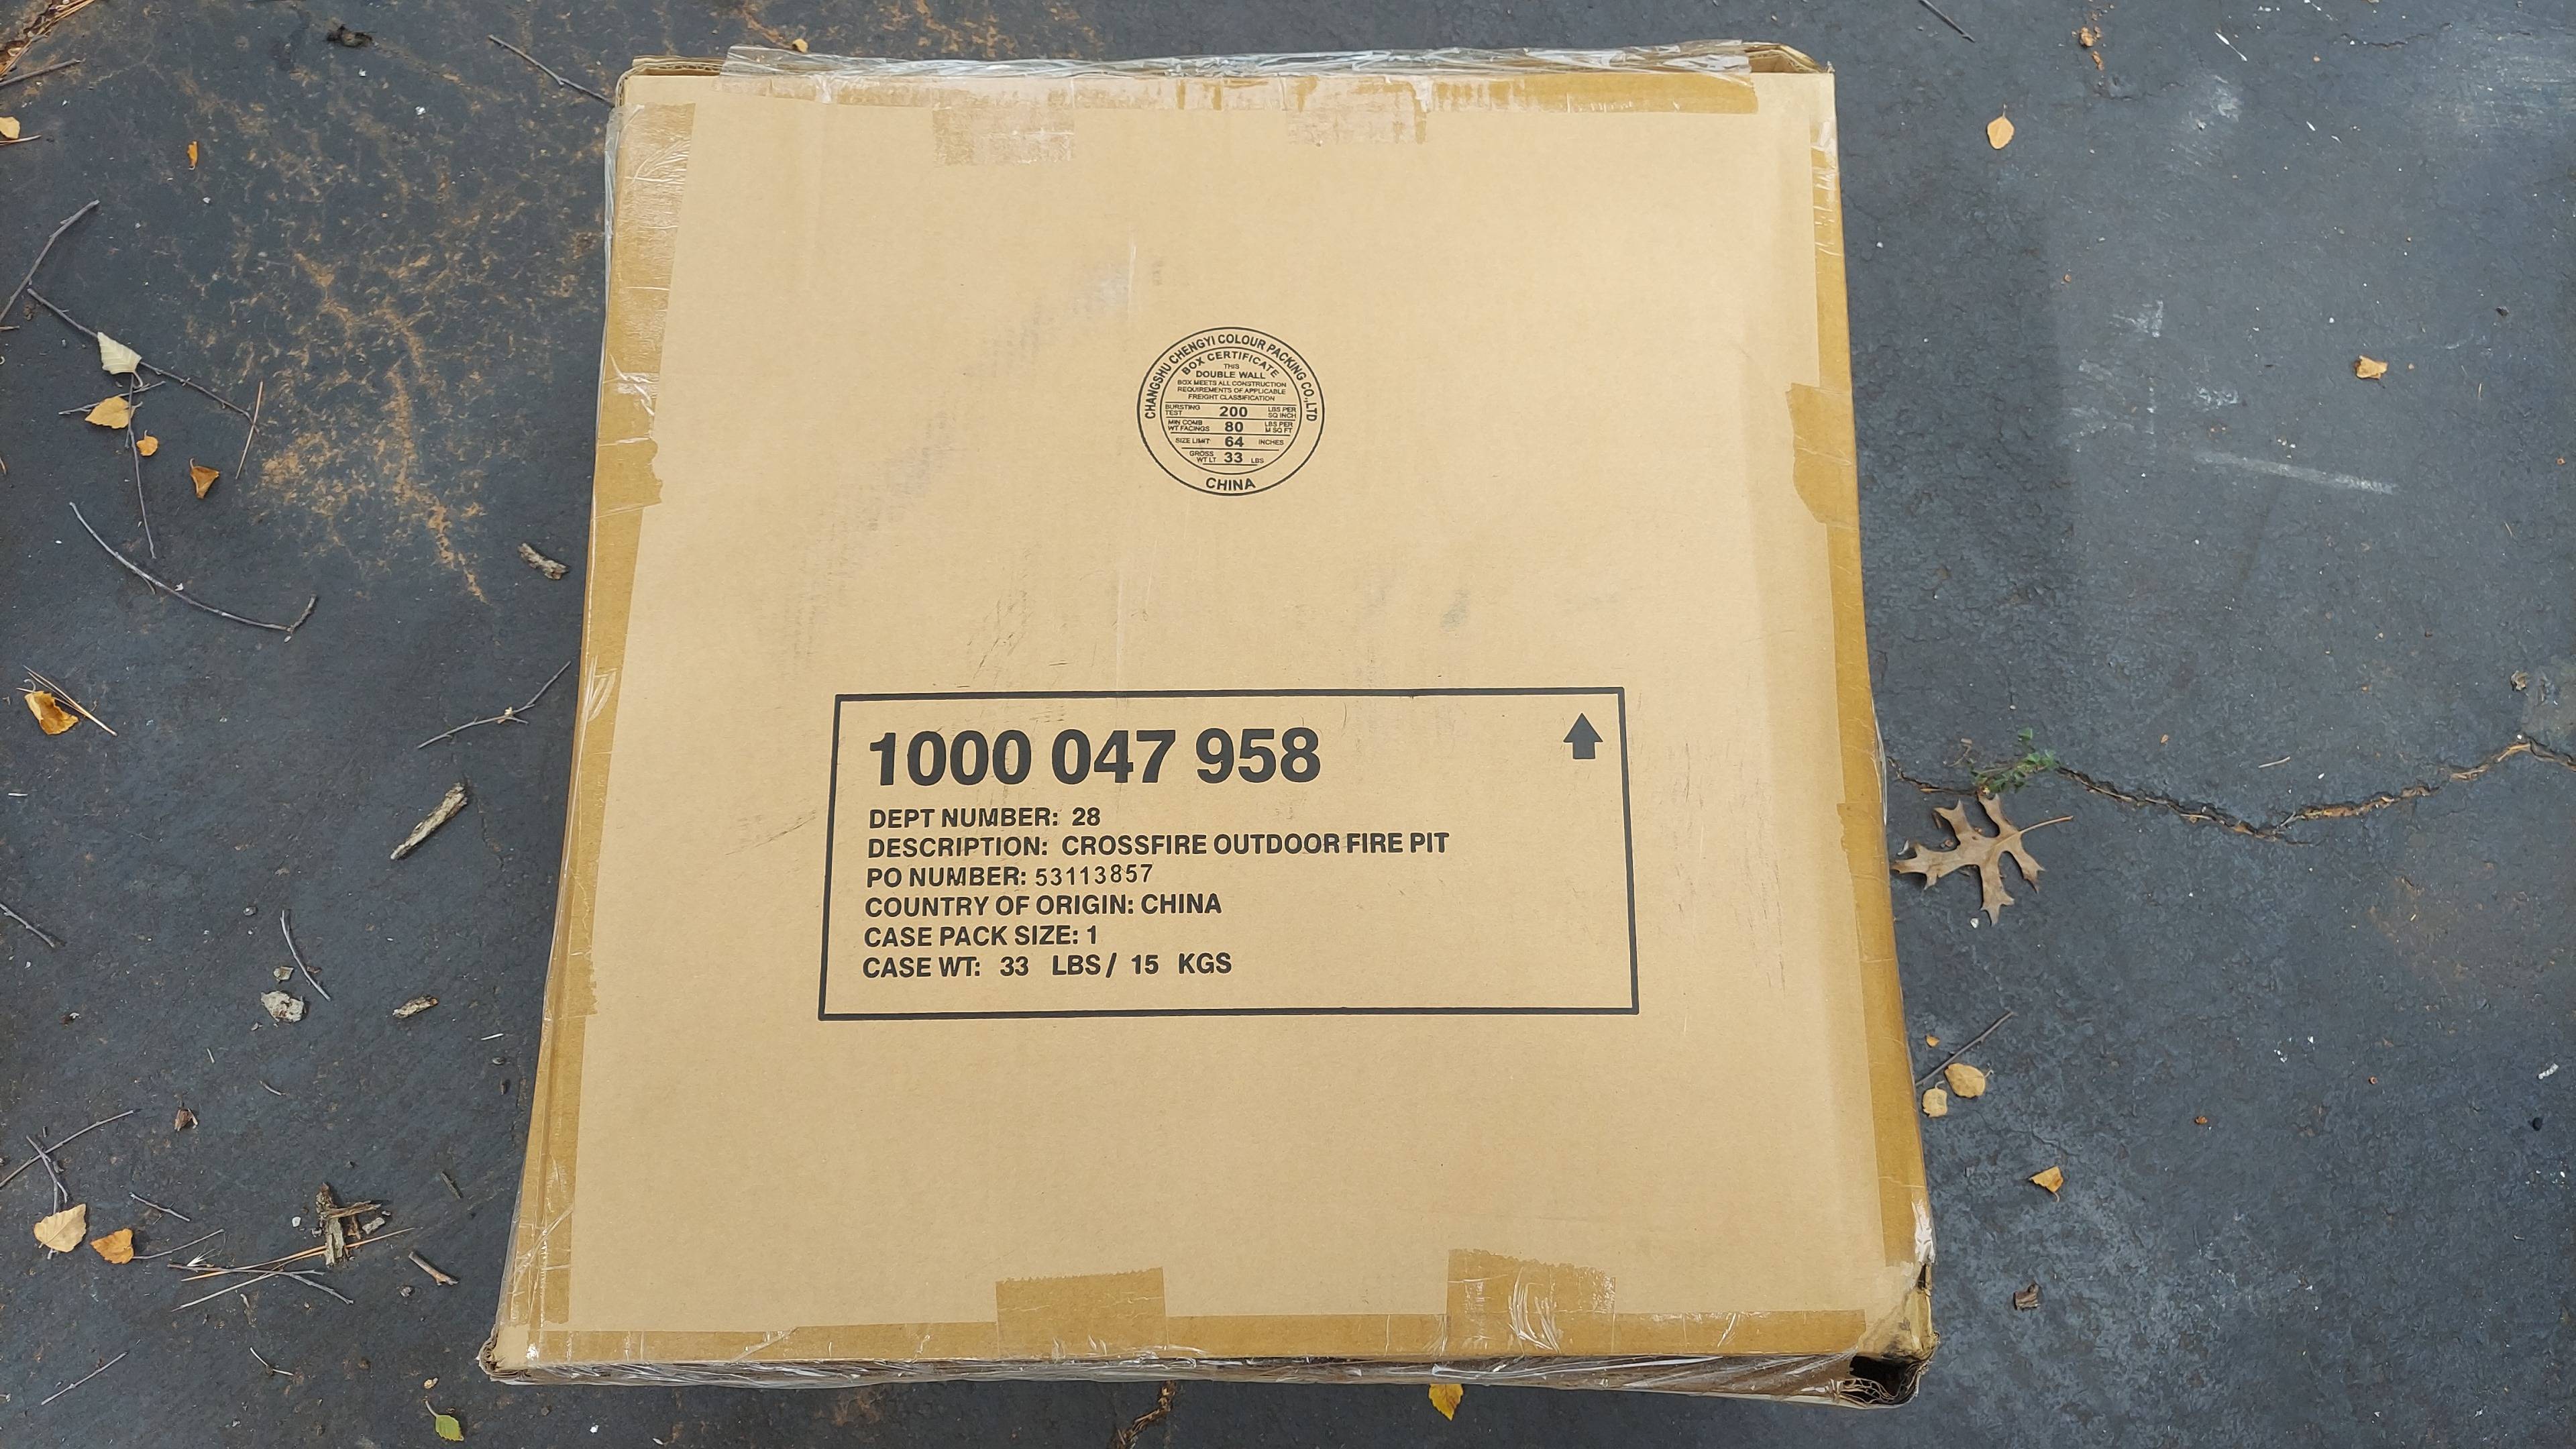 CHANGSHU CHENGYI COLOUR PACKING CO.,LTD
BOX CERTIFICATE
THIS
DOUBLE WALL
BOX MEETS ALL CONSTRUCTION
REQUIREMENTS OF APPLICABLE
FREIGHT CLASSIFICATION
BURSTING TEST 200 LBS PER SQ INCH
MIN COMB WT FACINGS 80 LBS PER M SQ FT
SIZE LIMIT 64 INCHES
GROSS WT LT 33 LBS
CHINA
1000 047 958
DEPT NUMBER: 28
DESCRIPTION: CROSSFIRE OUTDOOR FIRE PIT
PO NUMBER: 53113857
COUNTRY OF ORIGIN: CHINA
CASE PACK SIZE: 1
CASE WT: 33 LBS / 15 KGS